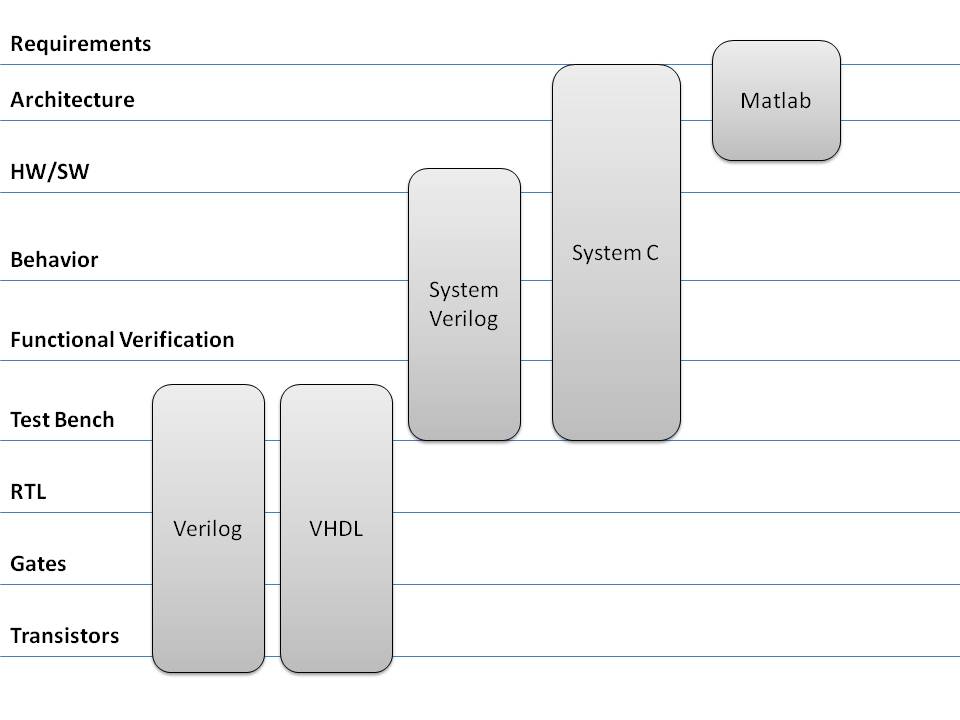 Requirements
Architecture
Matlab
HW/SW
Behavior
System C
System
Verilog
Functional Verification
Test Bench
RTL
Verilog
VHDL
Gates
Transistors